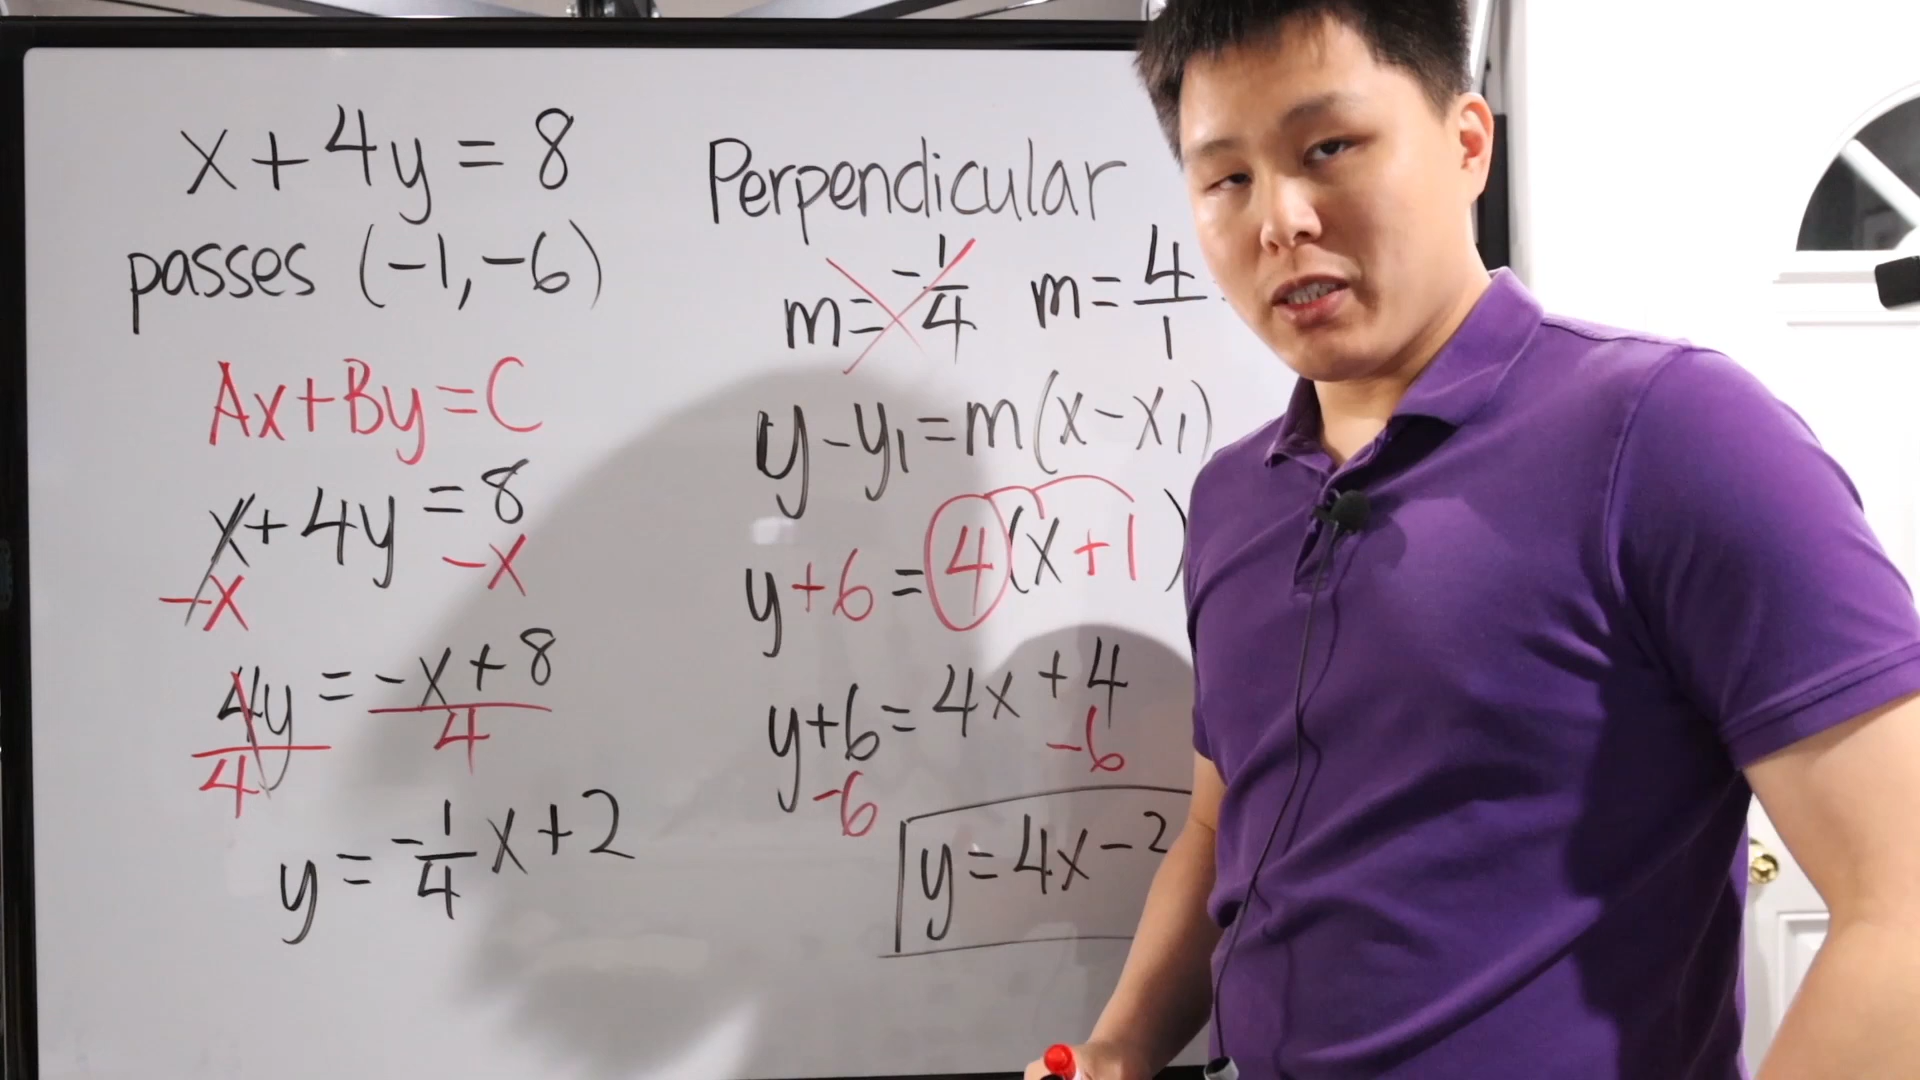 x + 4y = 8
passes (-1, -6)
Ax + By = C
x + 4y = 8
-x -x
4y = -x + 8
4 4
y = -1/4 x + 2
Perpendicular
m = -1/4 m = 4/1
y - y₁ = m(x - x₁)
y + 6 = 4(x + 1)
y + 6 = 4x + 4
-6 -6
y = 4x - 2